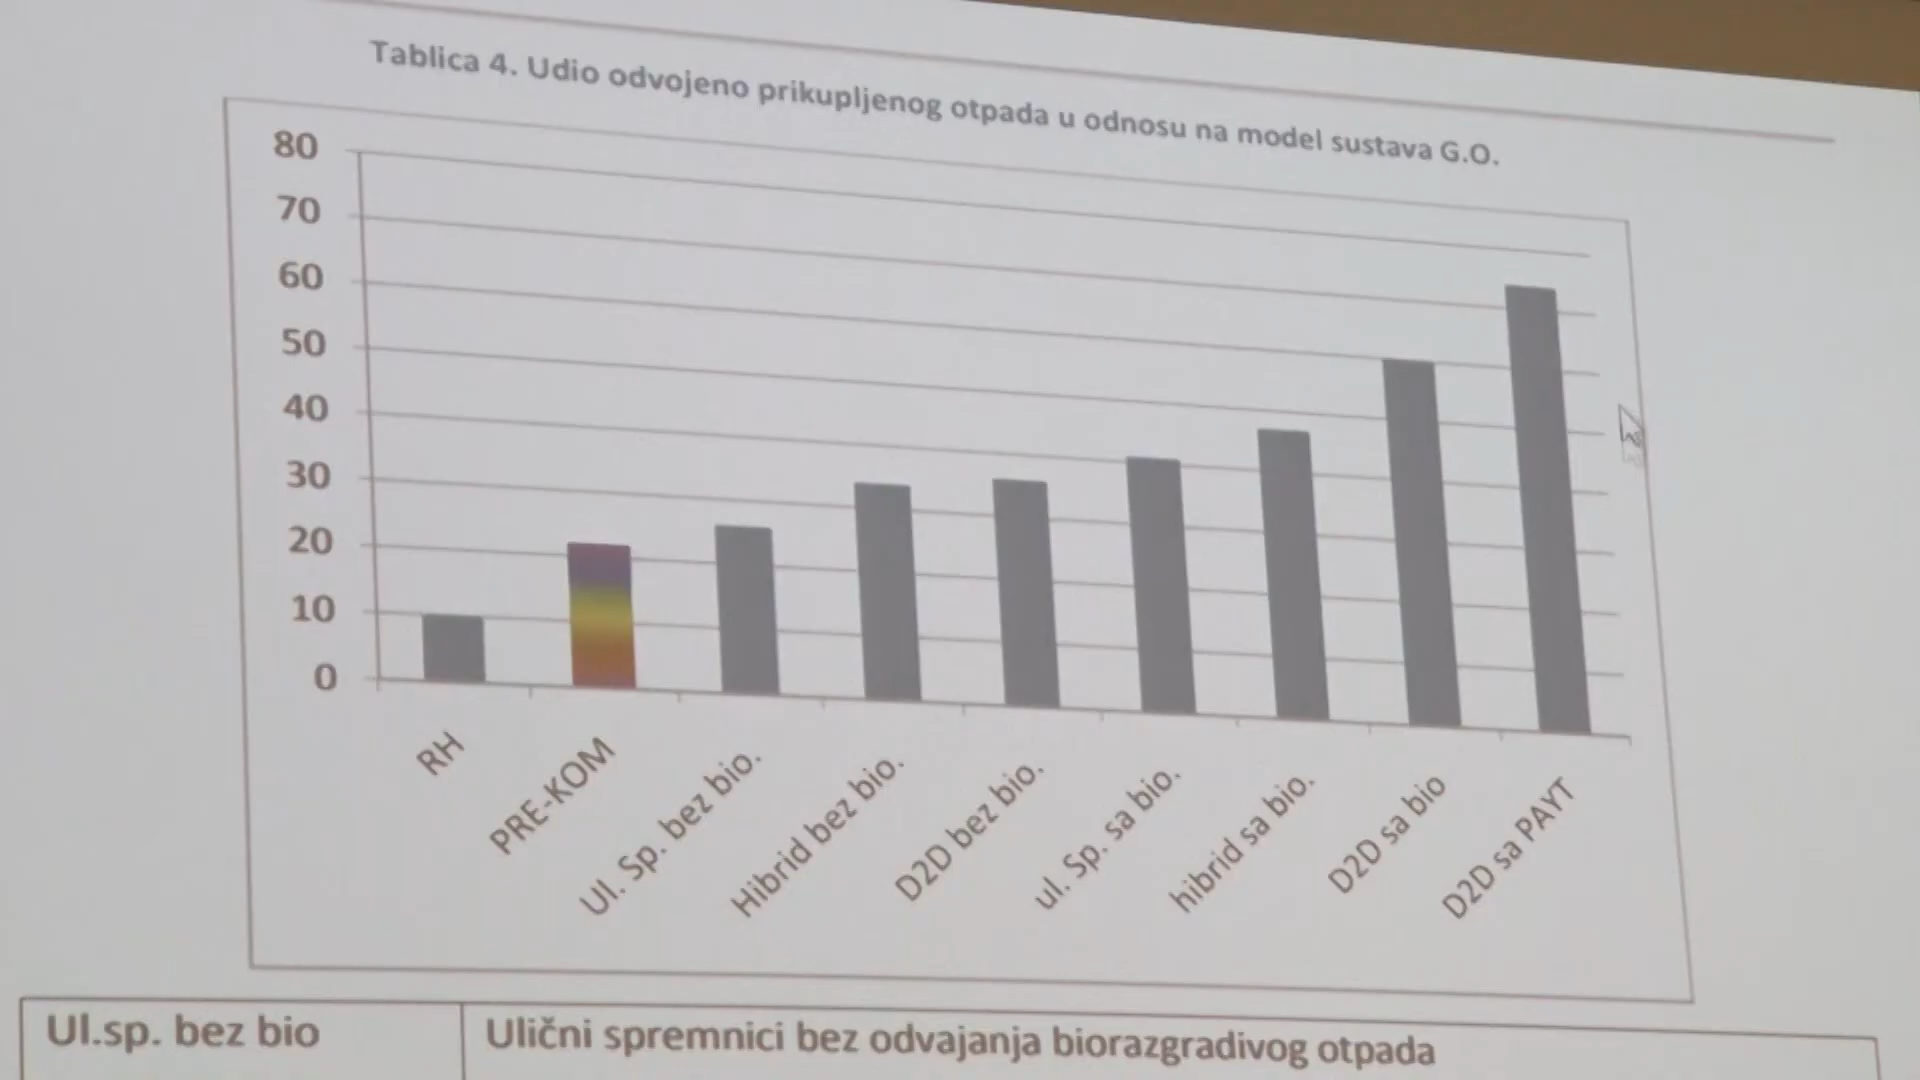 Tablica 4. Udio odvojeno prikupljenog otpada u odnosu na model sustava G.O.
80
70
60
50
40
30
20
10
0
RH
PRE-KOM
Ul. Sp. bez bio.
Hibrid bez bio.
D2D bez bio.
ul. Sp. sa bio.
hibrid sa bio.
D2D sa bio
D2D sa PAYT
Ul.sp. bez bio
Ulični spremnici bez odvajanja biorazgradivog otpada